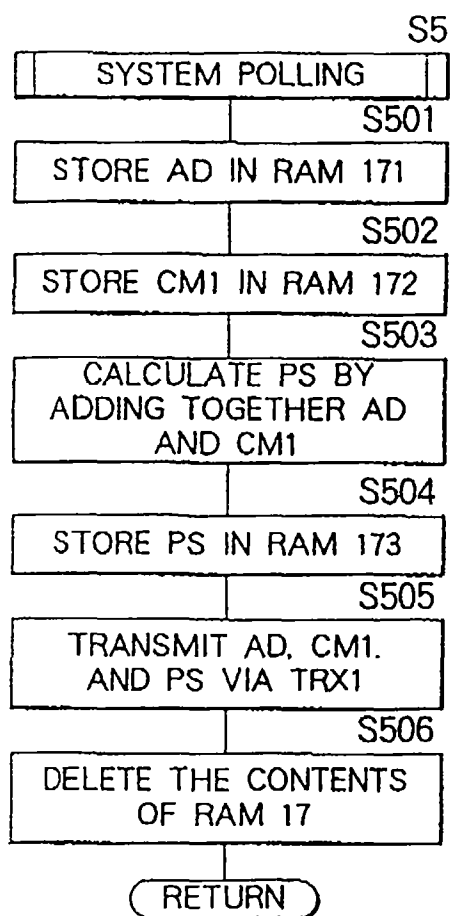 S5
SYSTEM POLLING
S501
STORE AD IN RAM 171
S502
STORE CM1 IN RAM 172
S503
CALCULATE PS BY
ADDING TOGETHER AD
AND CM1
S504
STORE PS IN RAM 173
S505
TRANSMIT AD, CM1.
AND PS VIA TRX1
S506
DELETE THE CONTENTS
OF RAM 17
RETURN